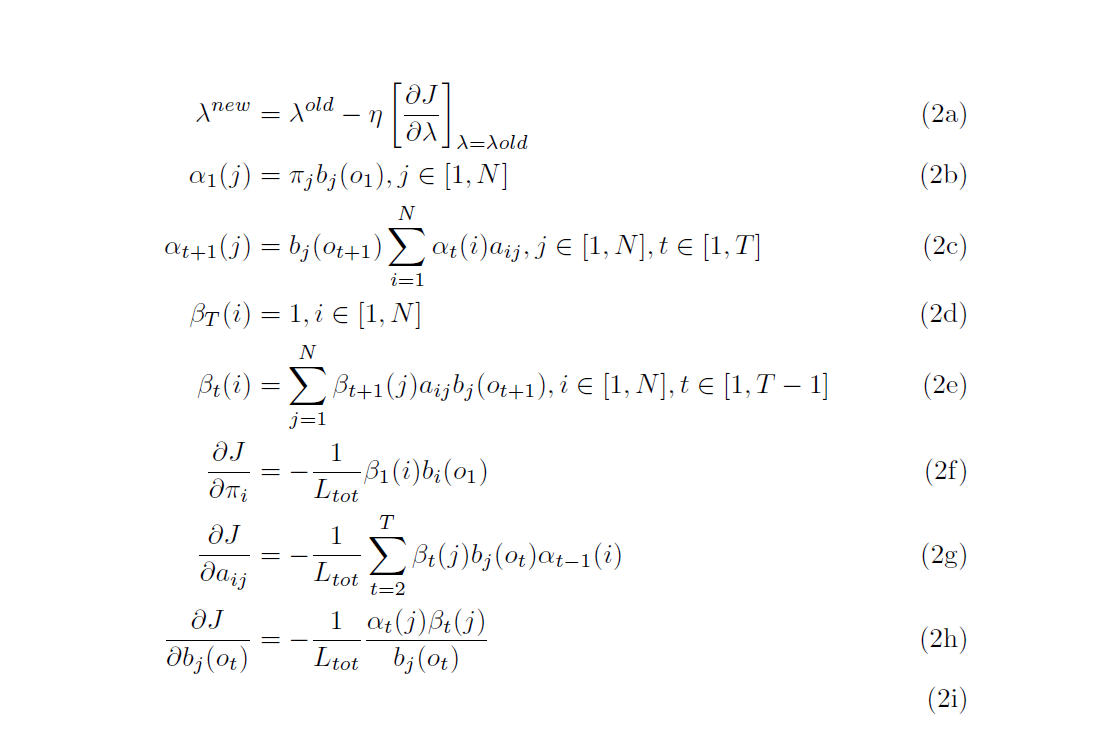 λ^{new} = λ^{old} − η [∂J/∂λ]_{λ=λold} (2a)
α_1(j) = π_j b_j(o_1), j ∈ [1, N] (2b)
α_{t+1}(j) = b_j(o_{t+1}) ∑_{i=1}^{N} α_t(i)a_{ij}, j ∈ [1, N], t ∈ [1, T] (2c)
β_T(i) = 1, i ∈ [1, N] (2d)
β_t(i) = ∑_{j=1}^{N} β_{t+1}(j)a_{ij}b_j(o_{t+1}), i ∈ [1, N], t ∈ [1, T − 1] (2e)
∂J/∂π_i = −1/L_{tot} β_1(i)b_i(o_1) (2f)
∂J/∂a_{ij} = −1/L_{tot} ∑_{t=2}^{T} β_t(j)b_j(o_t)α_{t−1}(i) (2g)
∂J/∂b_j(o_t) = −1/L_{tot} α_t(j)β_t(j)/b_j(o_t) (2h)
(2i)